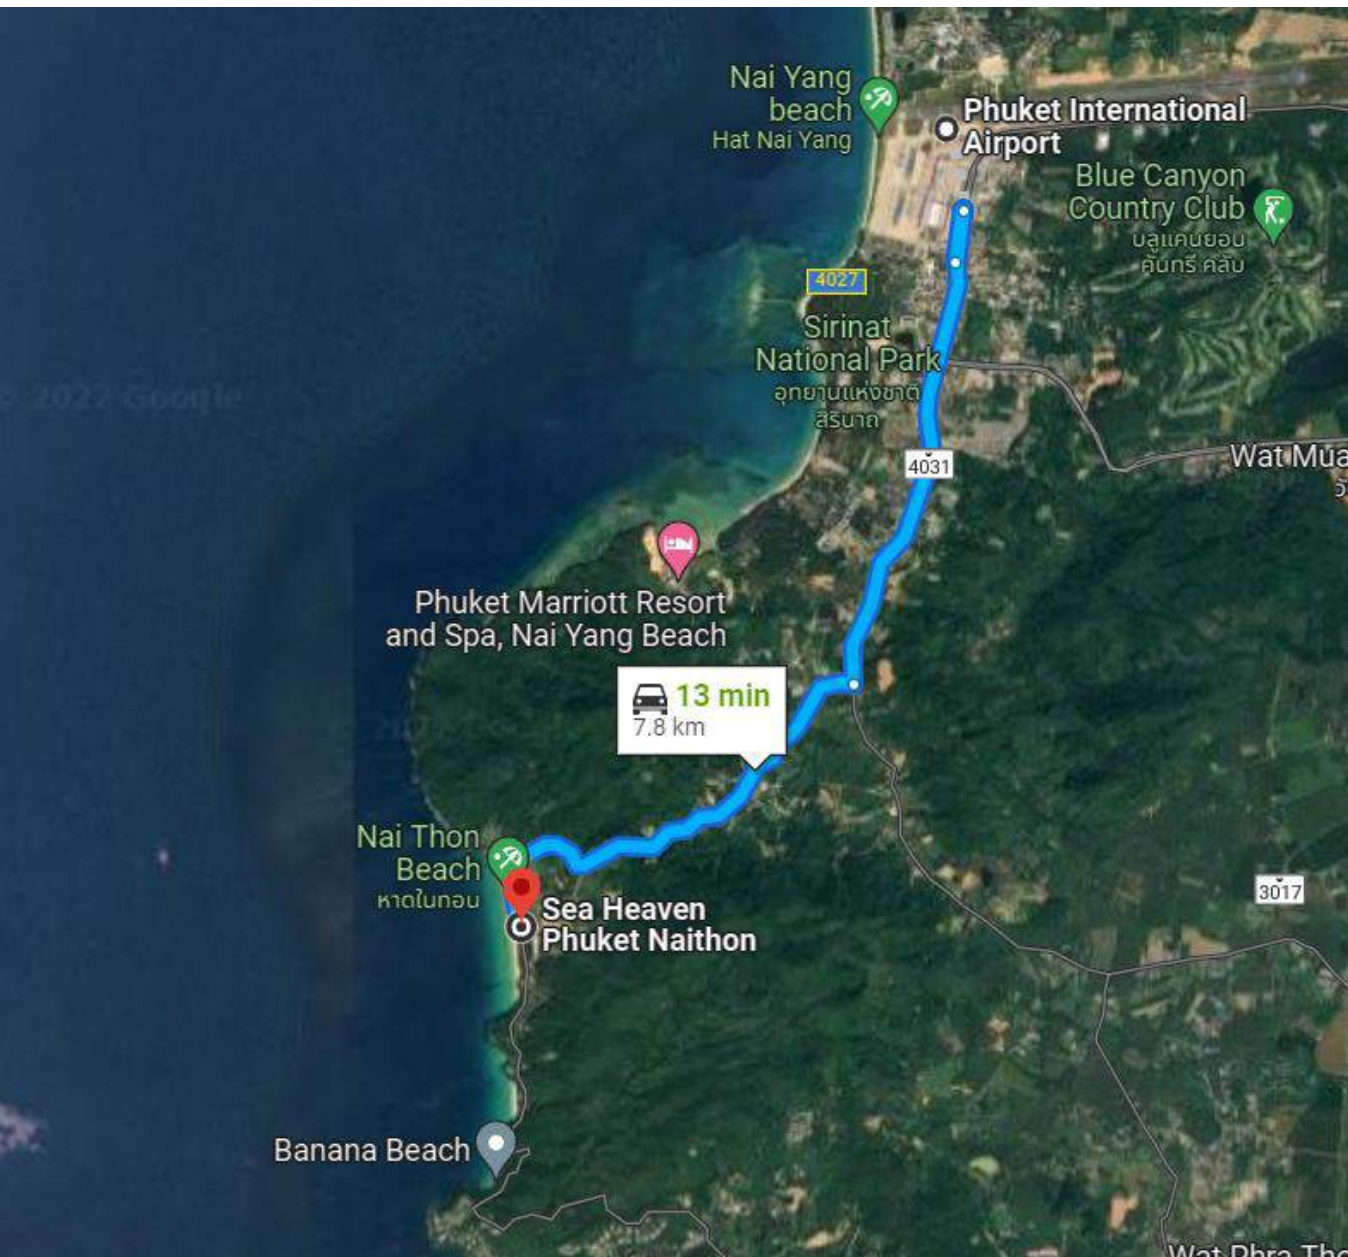 Nai Yang
beach
Hat Nai Yang
Phuket International
Airport
Blue Canyon
Country Club
บลูแคนยอน
คันทรี คลับ
4027
Sirinat
National Park
อุทยานแห่งชาติ
สิรินาถ
© 2022 Google
4031
Wat Mua
Phuket Marriott Resort
and Spa, Nai Yang Beach
13 min
7.8 km
Nai Thon
Beach
หาดในทอน
Sea Heaven
Phuket Naithon
3017
Banana Beach
Wat Phra Tho